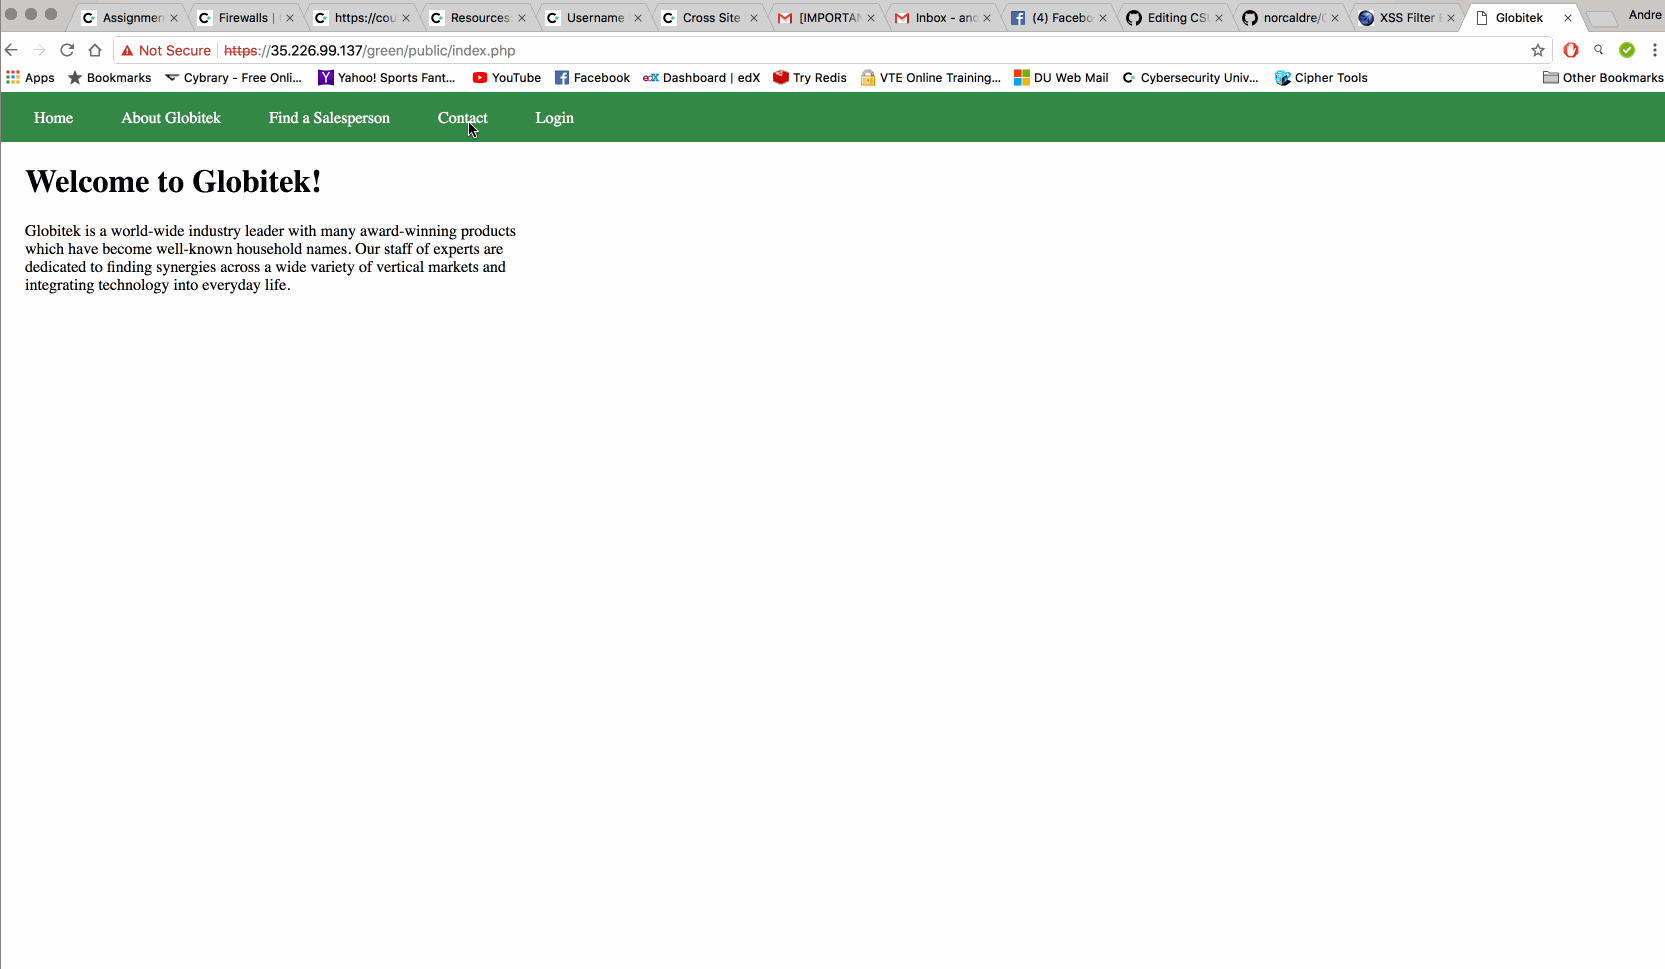 Assignmen Firewalls | https://cou Resources Username Cross Site [IMPORTAN Inbox - and (4) Facebo Editing CS norcaldre/ XSS Filter Globitek Andre
Not Secure https://35.226.99.137/green/public/index.php
Apps Bookmarks Cybrary - Free Onli... Yahoo! Sports Fant... YouTube Facebook edX Dashboard | edX Try Redis VTE Online Training... DU Web Mail Cybersecurity Univ... Cipher Tools Other Bookmarks
Home About Globitek Find a Salesperson Contact Login
Welcome to Globitek!
Globitek is a world-wide industry leader with many award-winning products
which have become well-known household names. Our staff of experts are
dedicated to finding synergies across a wide variety of vertical markets and
integrating technology into everyday life.